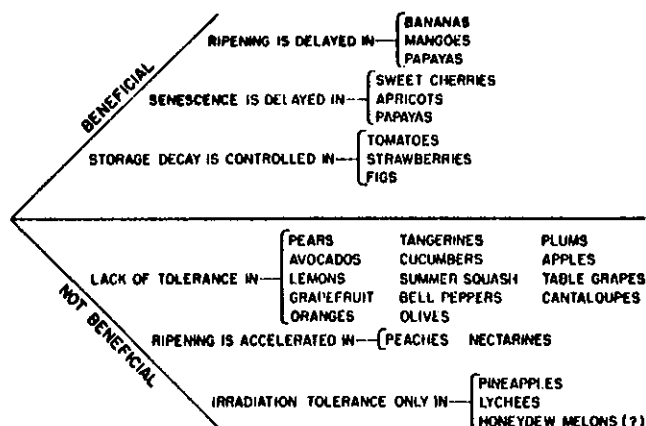 BENEFICIAL
RIPENING IS DELAYED IN
BANANAS
MANGOES
PAPAYAS
SENESCENCE IS DELAYED IN
SWEET CHERRIES
APRICOTS
PAPAYAS
STORAGE DECAY IS CONTROLLED IN
TOMATOES
STRAWBERRIES
FIGS
NOT BENEFICIAL
LACK OF TOLERANCE IN
PEARS TANGERINES PLUMS
AVOCADOS CUCUMBERS APPLES
LEMONS SUMMER SQUASH TABLE GRAPES
GRAPEFRUIT BELL PEPPERS CANTALOUPES
ORANGES OLIVES
RIPENING IS ACCELERATED IN
PEACHES NECTARINES
IRRADIATION TOLERANCE ONLY IN
PINEAPPLES
LYCHEES
HONEYDEW MELONS (?)